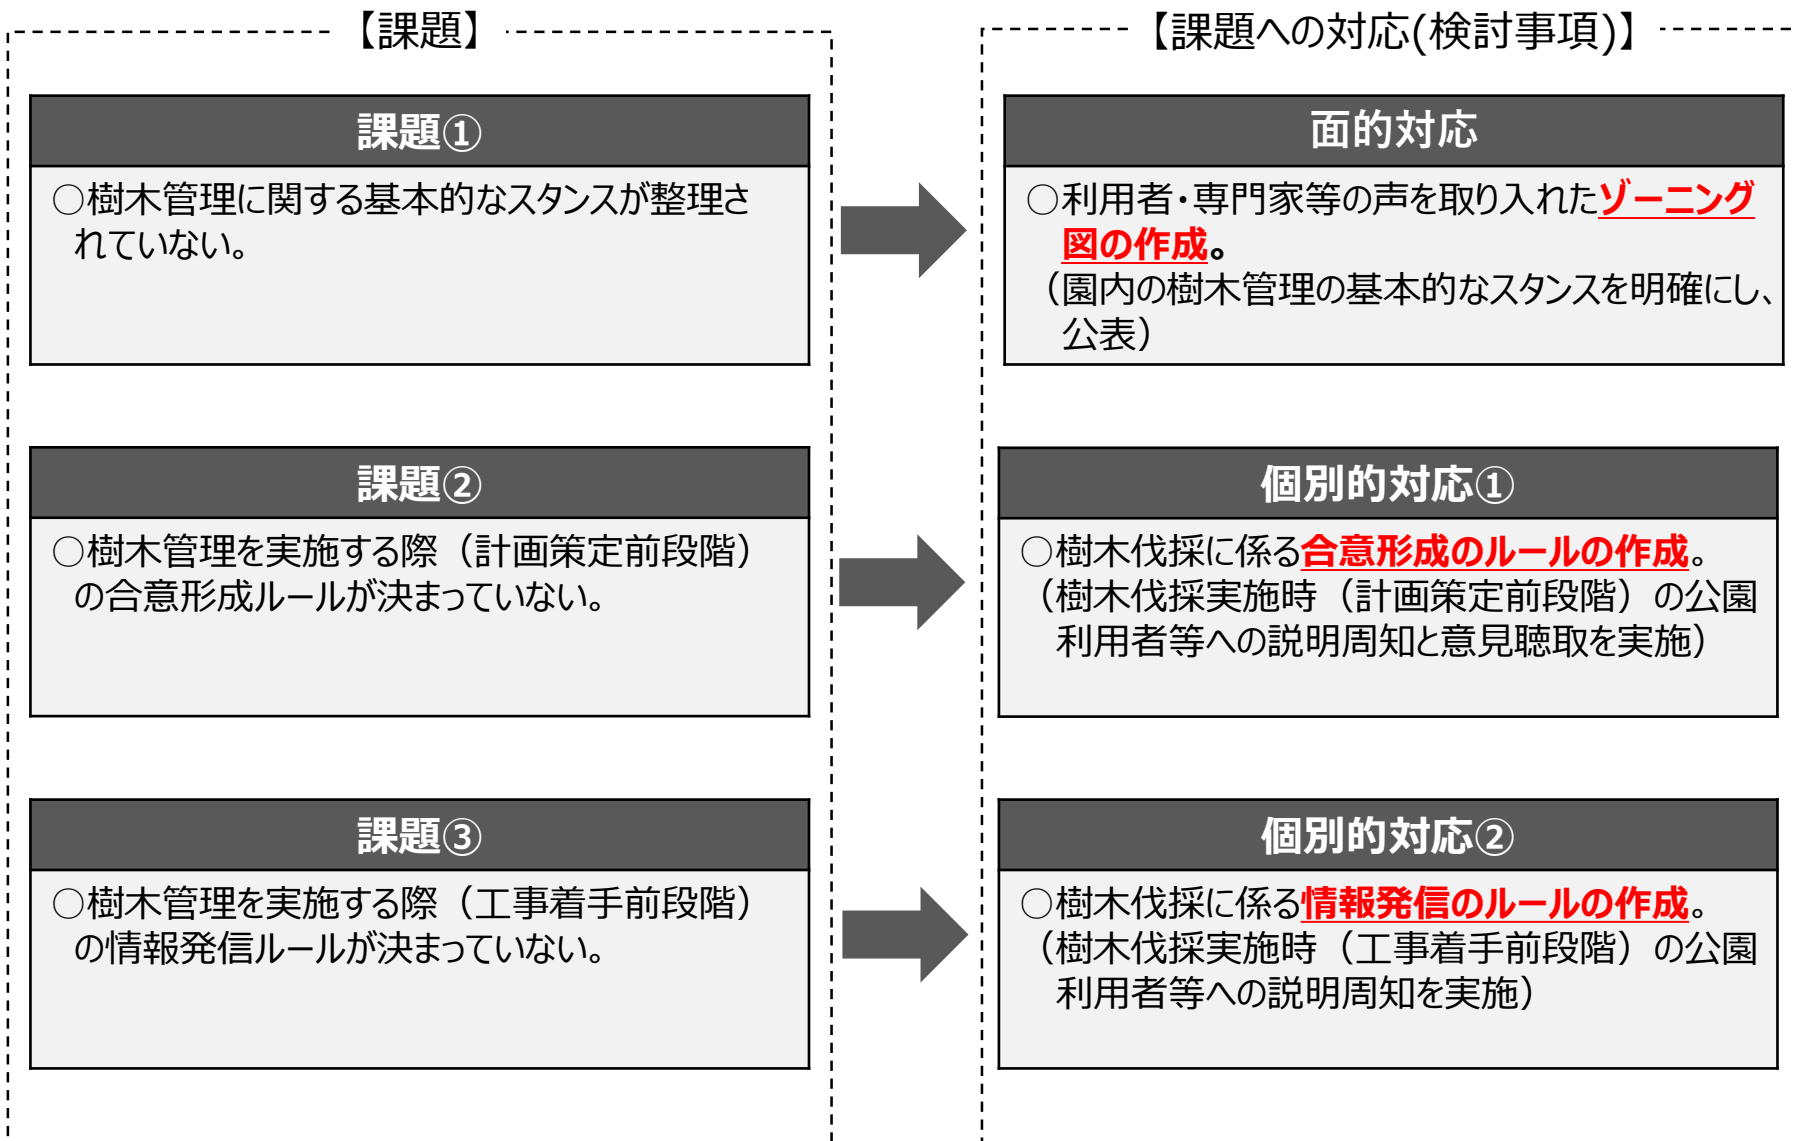 【課題】
課題①
○樹木管理に関する基本的なスタンスが整理さ
れていない。
課題②
○樹木管理を実施する際（計画策定前段階）
の合意形成ルールが決まっていない。
課題③
○樹木管理を実施する際（工事着手前段階）
の情報発信ルールが決まっていない。
【課題への対応(検討事項)】
面的対応
○利用者・専門家等の声を取り入れたゾーニング
図の作成。
（園内の樹木管理の基本的なスタンスを明確にし、
公表）
個別的対応①
○樹木伐採に係る合意形成のルールの作成。
（樹木伐採実施時（計画策定前段階）の公園
利用者等への説明周知と意見聴取を実施）
個別的対応②
○樹木伐採に係る情報発信のルールの作成。
（樹木伐採実施時（工事着手前段階）の公園
利用者等への説明周知を実施）